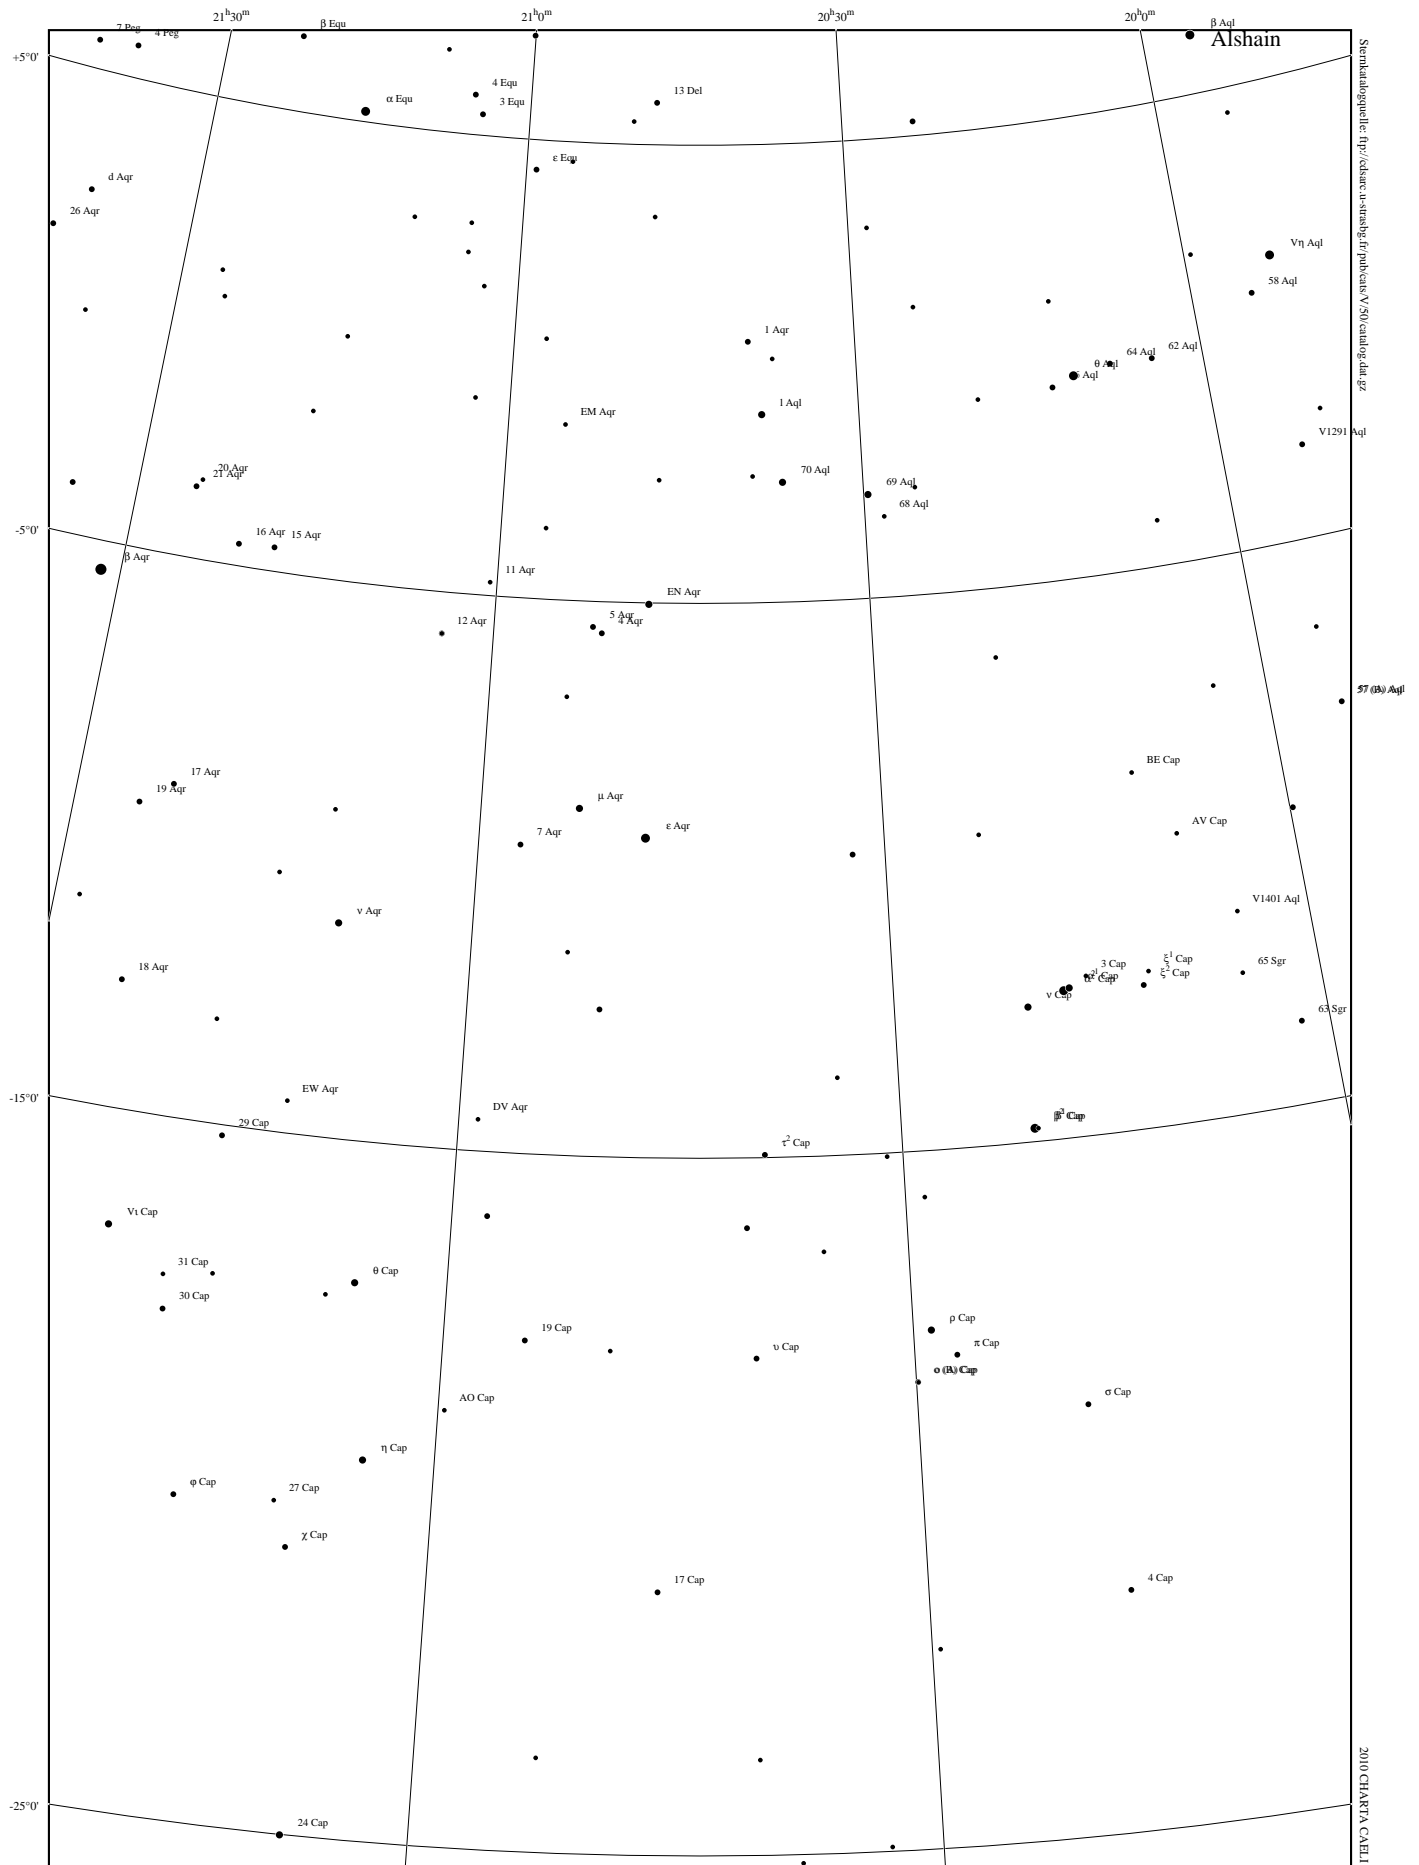 21h30m
21h0m
20h30m
20h0m
7 Peg
4 Peg
β Equ
β Aql
Alshain
+5°0'
4 Equ
α Equ
3 Equ
13 Del
ε Equ
d Aqr
26 Aqr
Vη Aql
58 Aql
1 Aqr
62 Aql
64 Aql
θ Aql
Aql
1 Aql
EM Aqr
V1291 Aql
20 Aqr
21 Aqr
70 Aql
69 Aql
68 Aql
-5°0'
16 Aqr
15 Aqr
β Aqr
11 Aqr
EN Aqr
5 Aqr
4 Aqr
12 Aqr
Aql
BE Cap
17 Aqr
19 Aqr
μ Aqr
AV Cap
7 Aqr
ε Aqr
V1401 Aql
ν Aqr
ξ1 Cap
3 Cap
65 Sgr
18 Aqr
ξ2 Cap
Cap
ν Cap
63 Sgr
-15°0'
EW Aqr
DV Aqr
29 Cap
Cap
τ2 Cap
Vι Cap
31 Cap
θ Cap
30 Cap
19 Cap
ρ Cap
υ Cap
π Cap
Cap
AO Cap
σ Cap
η Cap
φ Cap
27 Cap
χ Cap
17 Cap
4 Cap
-25°0'
24 Cap
Sternkatalogquelle: ftp://cdsarc.u-strasbg.fr/pub/cats/V/50/catalog.dat.gz
2010 CHARTA CAELI